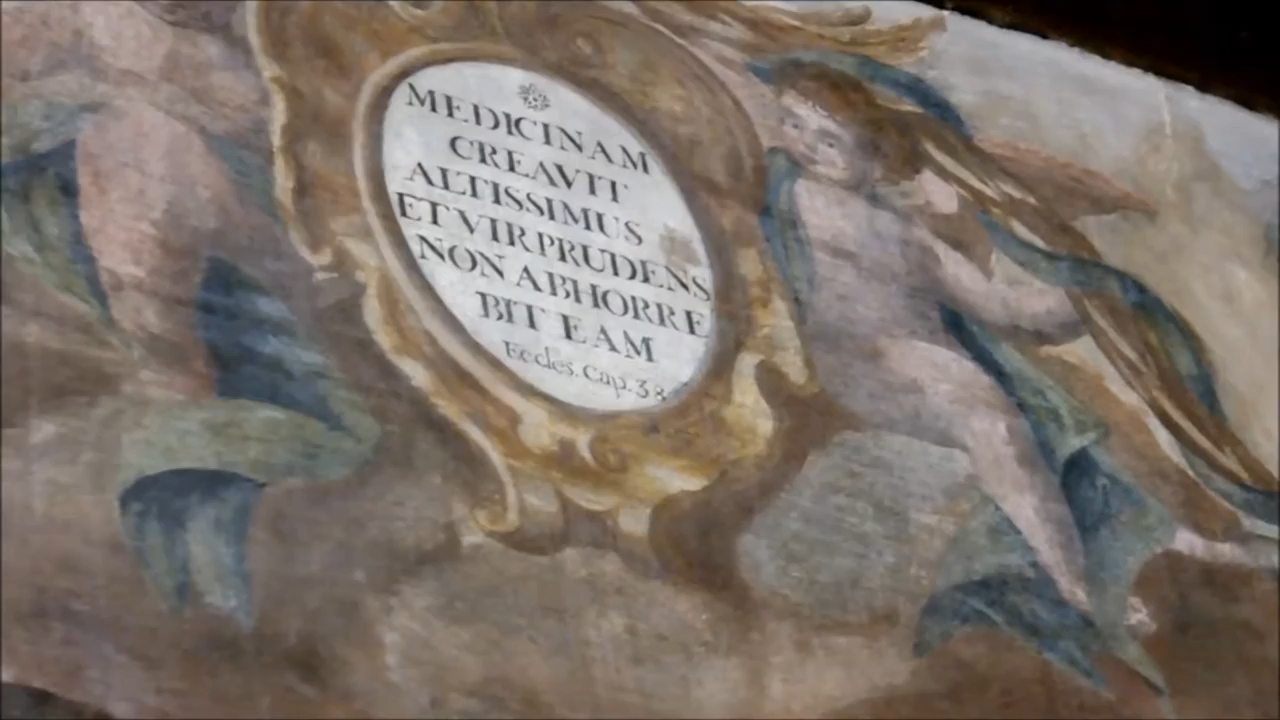 MEDICINAM
CREAVIT
ALTISSIMUS
ET VIR PRUDENS
NON ABHORRE
BIT EAM
Eccles. Cap. 38